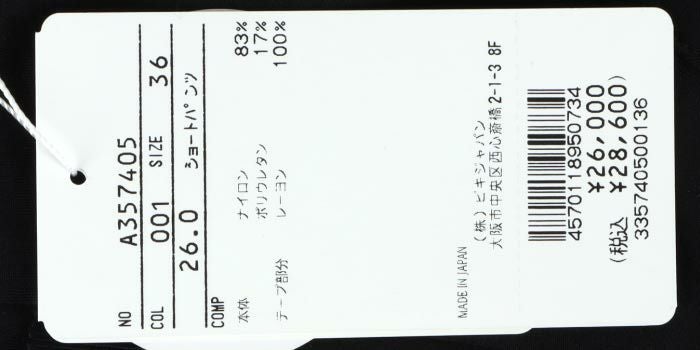 NO A357405
COL 001 SIZE 36
26.0 ショートパンツ
COMP
本体 ナイロン 83%
ポリウレタン 17%
テープ部分 レーヨン 100%
MADE IN JAPAN
(株)ビキジャパン
大阪市中央区西心斎橋2-1-3 8F
4570118950734
¥26,000
(税込 ¥28,600)
335740500136